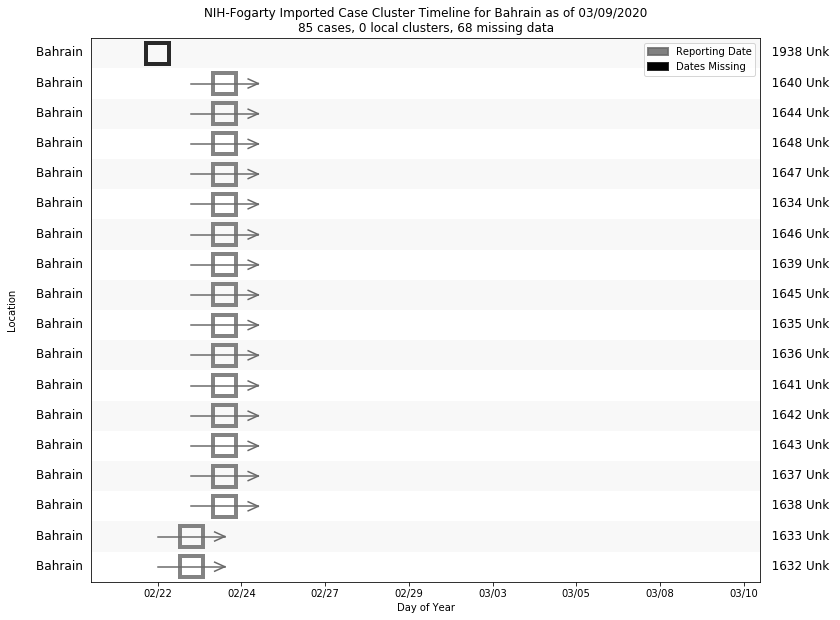 NIH-Fogarty Imported Case Cluster Timeline for Bahrain as of 03/09/2020
85 cases, 0 local clusters, 68 missing data
Reporting Date
Dates Missing
Bahrain 1938 Unk
Bahrain 1640 Unk
Bahrain 1644 Unk
Bahrain 1648 Unk
Bahrain 1647 Unk
Bahrain 1634 Unk
Bahrain 1646 Unk
Bahrain 1639 Unk
Bahrain 1645 Unk
Bahrain 1635 Unk
Bahrain 1636 Unk
Bahrain 1641 Unk
Bahrain 1642 Unk
Bahrain 1643 Unk
Bahrain 1637 Unk
Bahrain 1638 Unk
Bahrain 1633 Unk
Bahrain 1632 Unk
Location
02/22 02/24 02/27 02/29 03/03 03/05 03/08 03/10
Day of Year